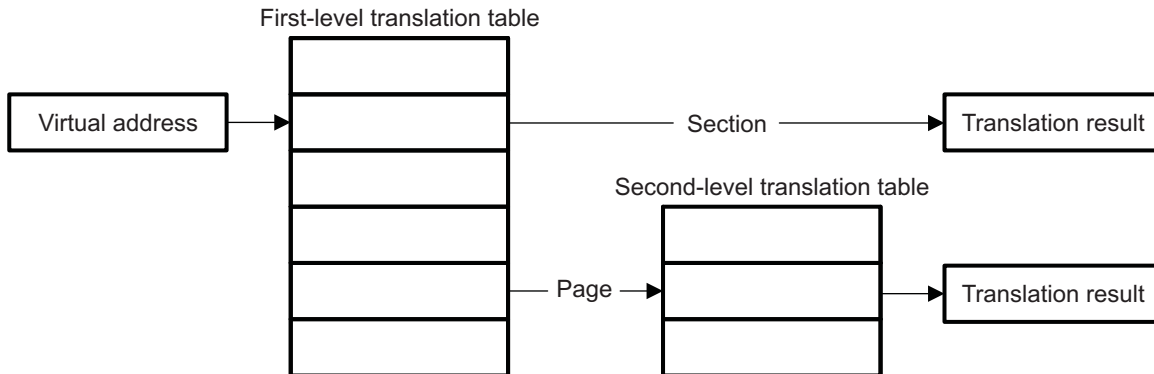 First-level translation table
Virtual address
Section
Translation result
Second-level translation table
Page
Translation result